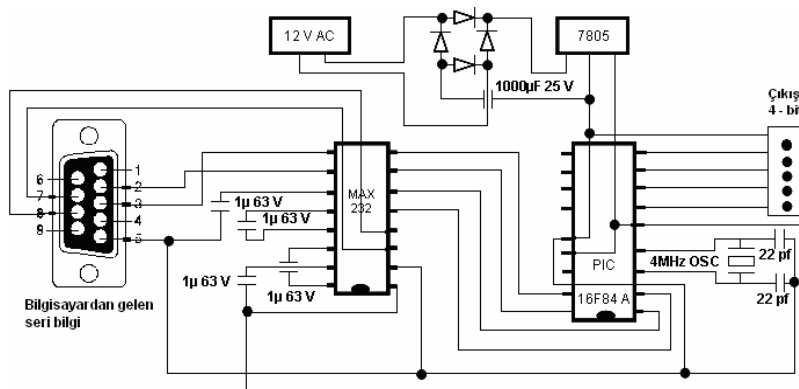 12 V AC
7805
1000µF 25 V
Çıkış
4 - bit
1
2
3
4
5
6
7
8
9
1µ 63 V
1µ 63 V
1µ 63 V
1µ 63 V
MAX
232
PIC
16F84 A
4MHz OSC
22 pf
22 pf
Bilgisayardan gelen
seri bilgi